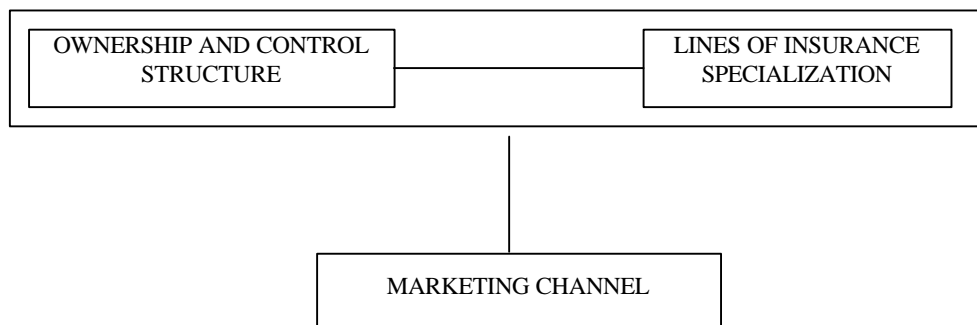 OWNERSHIP AND CONTROL
STRUCTURE
LINES OF INSURANCE
SPECIALIZATION
MARKETING CHANNEL